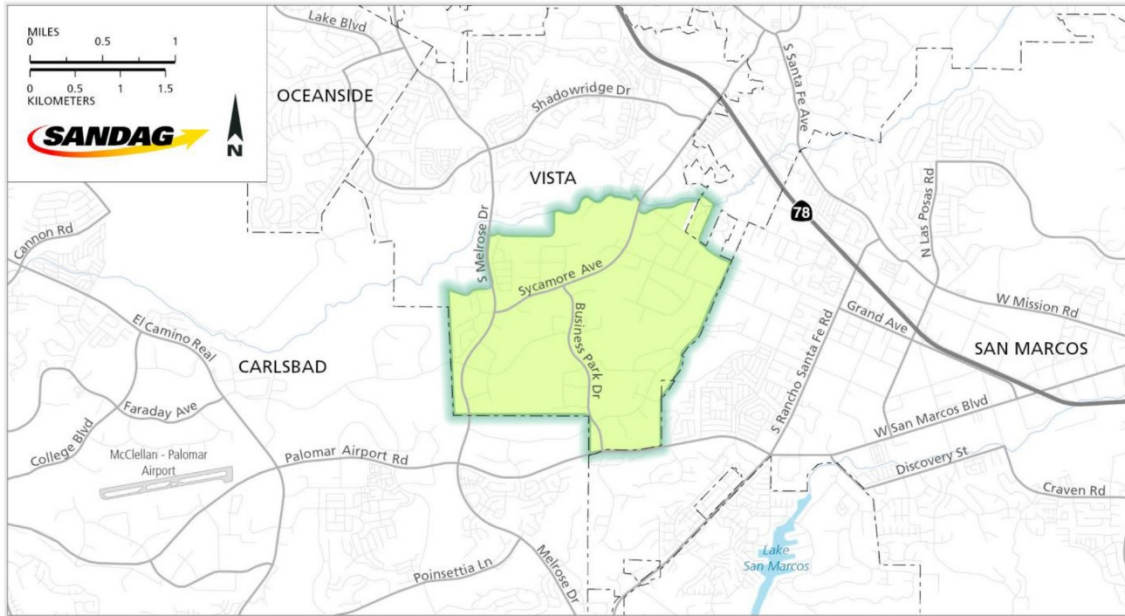 MILES
0 0.5 1
0 0.5 1 1.5
KILOMETERS
SANDAG
N
Lake Blvd
OCEANSIDE
Shadowridge Dr
S Santa Fe Ave
VISTA
78
N Las Posas Rd
Cannon Rd
S Melrose Dr
Sycamore Ave
Business Park Dr
El Camino Real
W Mission Rd
Grand Ave
SAN MARCOS
CARLSBAD
S Rancho Santa Fe Rd
Faraday Ave
College Blvd
W San Marcos Blvd
McClellan - Palomar
Airport
Palomar Airport Rd
Discovery St
Craven Rd
Poinsettia Ln
Melrose Dr
Lake
San Marcos